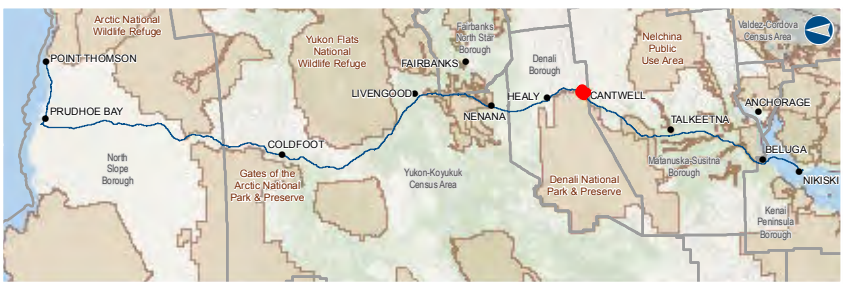 Arctic National
Wildlife Refuge
POINT THOMSON
PRUDHOE BAY
North
Slope
Borough
COLDFOOT
Gates of the
Arctic National
Park & Preserve
Yukon Flats
National
Wildlife Refuge
LIVENGOOD
Yukon-Koyukuk
Census Area
Fairbanks
North Star
Borough
FAIRBANKS
NENANA
Denali
Borough
HEALY
CANTWELL
Denali National
Park & Preserve
Nelchina
Public
Use Area
TALKEETNA
Matanuska-Susitna
Borough
Valdez-Cordova
Census Area
ANCHORAGE
BELUGA
NIKISKI
Kenai
Peninsula
Borough